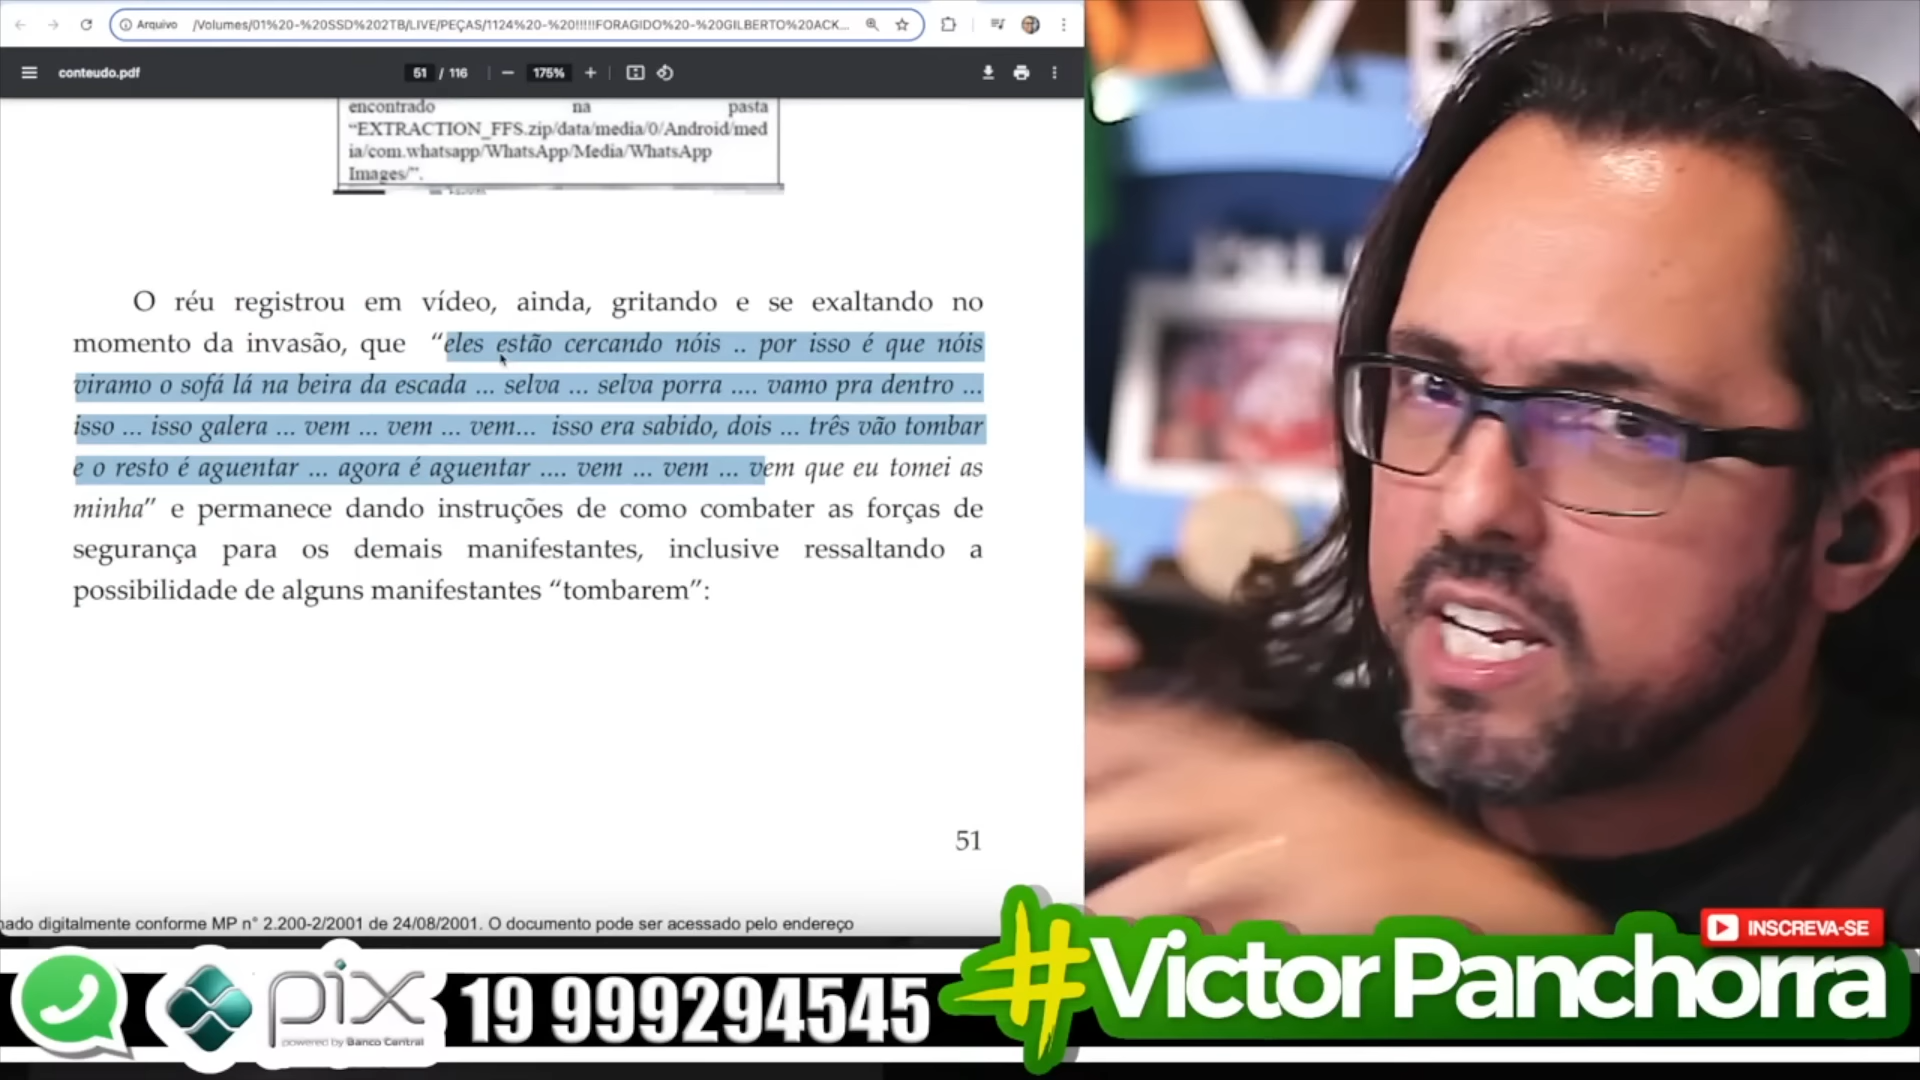 Arquivo /Volumes/01%20-%20SSD%202TB/LIVE/PEÇAS/1124%20-%20!!!!!FORAGIDO%20-%20GILBERTO%20ACK...
conteudo.pdf 51 / 116 175%
encontrado na pasta
“EXTRACTION_FFS.zip/data/media/0/Android/med
ia/com.whatsapp/WhatsApp/Media/WhatsApp
Images/”.
O réu registrou em vídeo, ainda, gritando e se exaltando no
momento da invasão, que “eles estão cercando nóis .. por isso é que nóis
viramo o sofá lá na beira da escada ... selva ... selva porra .... vamo pra dentro ...
isso ... isso galera ... vem ... vem ... vem... isso era sabido, dois ... três vão tombar
e o resto é aguentar ... agora é aguentar .... vem ... vem ... vem que eu tomei as
minha” e permanece dando instruções de como combater as forças de
segurança para os demais manifestantes, inclusive ressaltando a
possibilidade de alguns manifestantes “tombarem”:
51
nado digitalmente conforme MP n° 2.200-2/2001 de 24/08/2001. O documento pode ser acessado pelo endereço
INSCREVA-SE
pix
powered by Banco Central
19 999294545
#Victor Panchorra